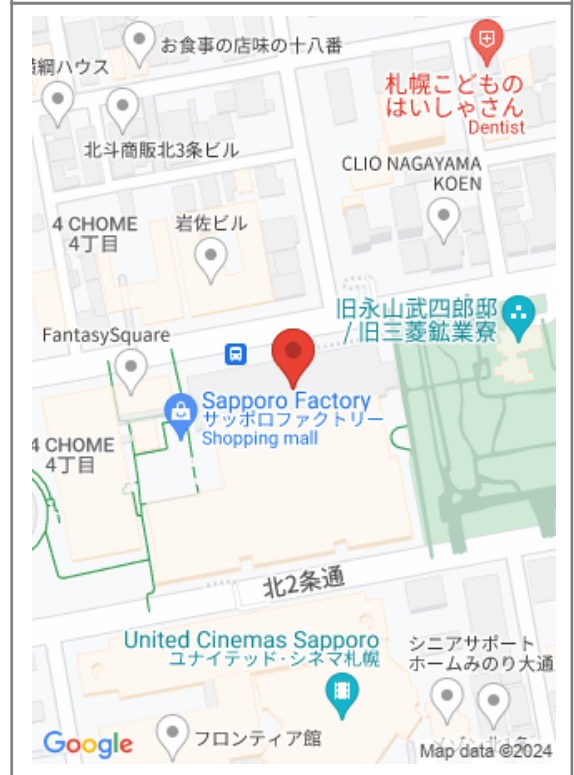 お食事の店味の十八番
綱ハウス
札幌こどもの
はいしゃさん
Dentist
北斗商販北3条ビル
CLIO NAGAYAMA
KOEN
4 CHOME
4丁目
岩佐ビル
旧永山武四郎邸
/ 旧三菱鉱業寮
FantasySquare
Sapporo Factory
サッポロファクトリー
Shopping mall
4 CHOME
4丁目
北2条通
United Cinemas Sapporo
ユナイテッド・シネマ札幌
シニアサポート
ホームみのり大通
フロンティア館
Google
Map data ©2024